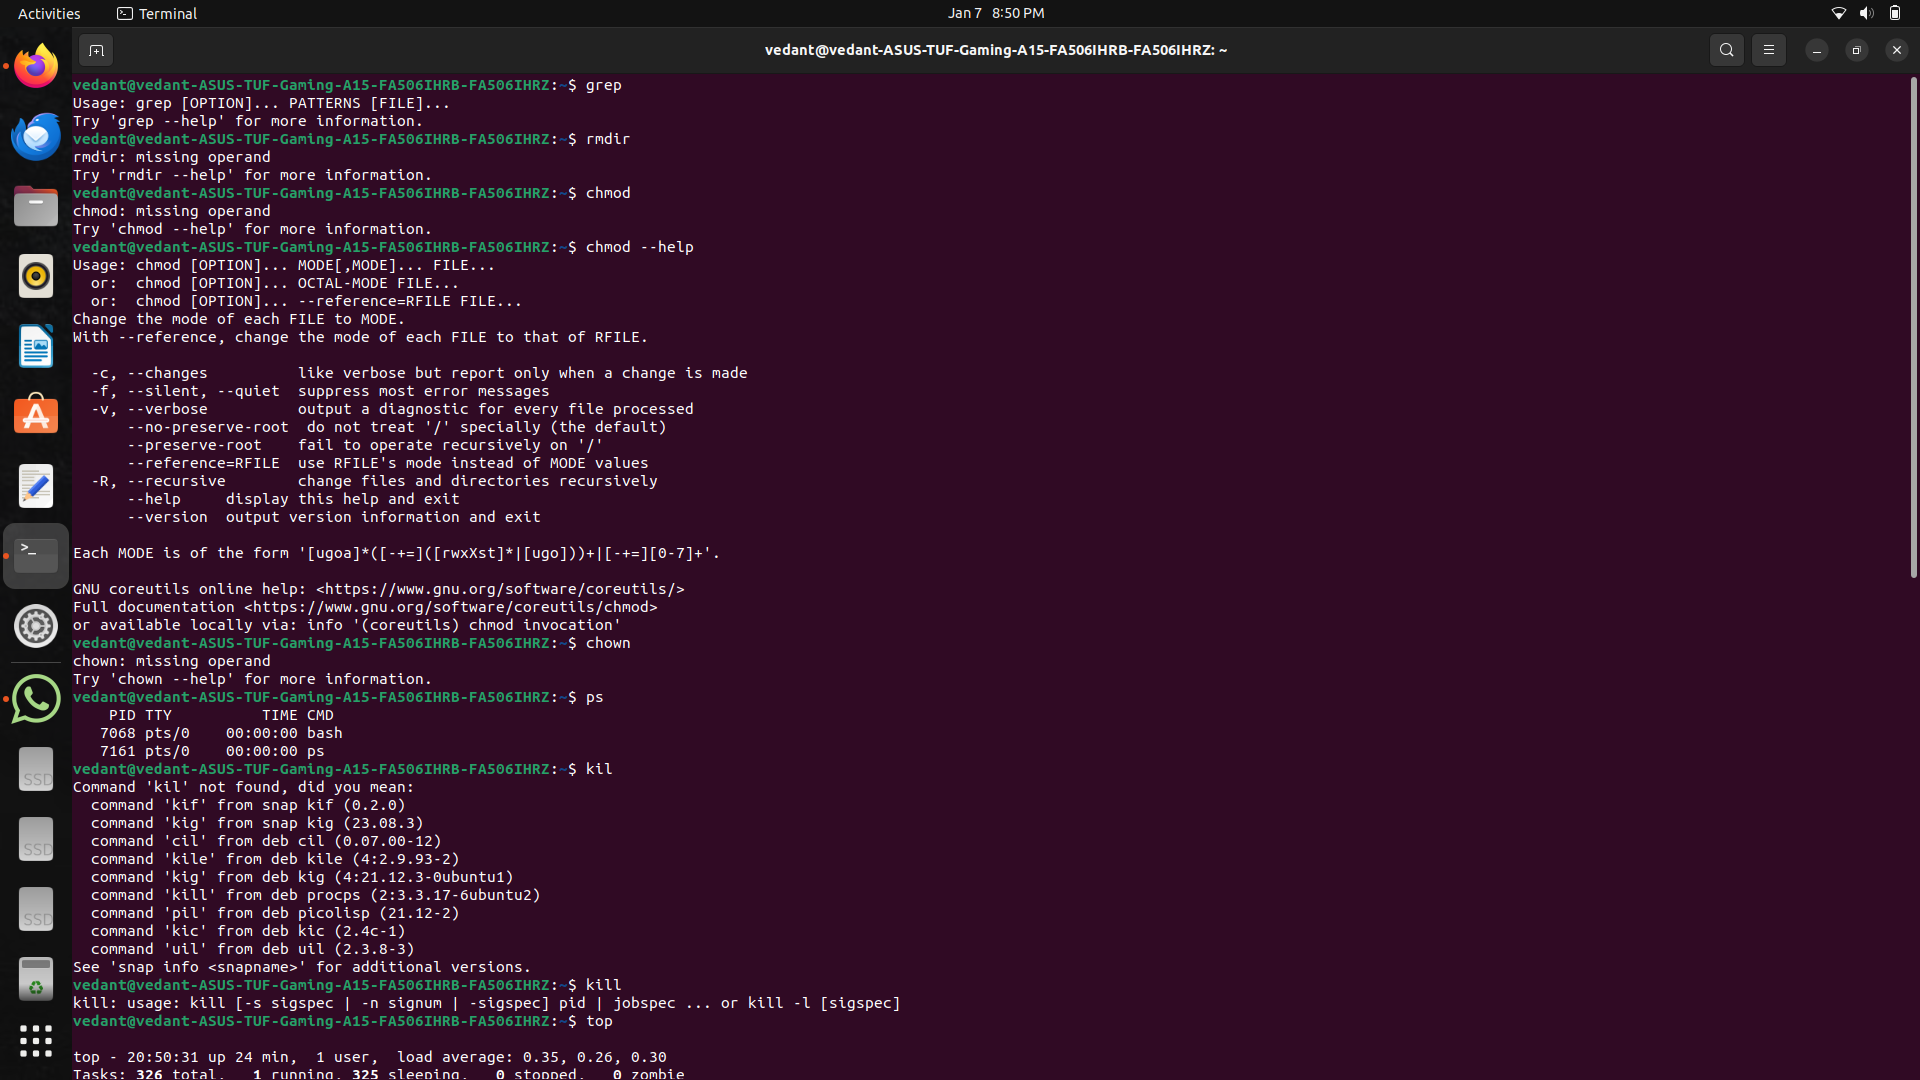 Activities Terminal Jan 7 8:50 PM
vedant@vedant-ASUS-TUF-Gaming-A15-FA506IHRB-FA506IHRZ: ~
vedant@vedant-ASUS-TUF-Gaming-A15-FA506IHRB-FA506IHRZ:~$ grep
Usage: grep [OPTION]... PATTERNS [FILE]...
Try 'grep --help' for more information.
vedant@vedant-ASUS-TUF-Gaming-A15-FA506IHRB-FA506IHRZ:~$ rmdir
rmdir: missing operand
Try 'rmdir --help' for more information.
vedant@vedant-ASUS-TUF-Gaming-A15-FA506IHRB-FA506IHRZ:~$ chmod
chmod: missing operand
Try 'chmod --help' for more information.
vedant@vedant-ASUS-TUF-Gaming-A15-FA506IHRB-FA506IHRZ:~$ chmod --help
Usage: chmod [OPTION]... MODE[,MODE]... FILE...
  or:  chmod [OPTION]... OCTAL-MODE FILE...
  or:  chmod [OPTION]... --reference=RFILE FILE...
Change the mode of each FILE to MODE.
With --reference, change the mode of each FILE to that of RFILE.
  -c, --changes          like verbose but report only when a change is made
  -f, --silent, --quiet  suppress most error messages
  -v, --verbose          output a diagnostic for every file processed
      --no-preserve-root  do not treat '/' specially (the default)
      --preserve-root    fail to operate recursively on '/'
      --reference=RFILE  use RFILE's mode instead of MODE values
  -R, --recursive        change files and directories recursively
      --help     display this help and exit
      --version  output version information and exit
Each MODE is of the form '[ugoa]*([-+=]([rwxXst]*|[ugo]))+|[-+=][0-7]+'.
GNU coreutils online help: <https://www.gnu.org/software/coreutils/>
Full documentation <https://www.gnu.org/software/coreutils/chmod>
or available locally via: info '(coreutils) chmod invocation'
vedant@vedant-ASUS-TUF-Gaming-A15-FA506IHRB-FA506IHRZ:~$ chown
chown: missing operand
Try 'chown --help' for more information.
vedant@vedant-ASUS-TUF-Gaming-A15-FA506IHRB-FA506IHRZ:~$ ps
    PID TTY          TIME CMD
   7068 pts/0    00:00:00 bash
   7161 pts/0    00:00:00 ps
vedant@vedant-ASUS-TUF-Gaming-A15-FA506IHRB-FA506IHRZ:~$ kil
Command 'kil' not found, did you mean:
  command 'kif' from snap kif (0.2.0)
  command 'kig' from snap kig (23.08.3)
  command 'cil' from deb cil (0.07.00-12)
  command 'kile' from deb kile (4:2.9.93-2)
  command 'kig' from deb kig (4:21.12.3-0ubuntu1)
  command 'kill' from deb procps (2:3.3.17-6ubuntu2)
  command 'pil' from deb picolisp (21.12-2)
  command 'kic' from deb kic (2.4c-1)
  command 'uil' from deb uil (2.3.8-3)
See 'snap info <snapname>' for additional versions.
vedant@vedant-ASUS-TUF-Gaming-A15-FA506IHRB-FA506IHRZ:~$ kill
kill: usage: kill [-s sigspec | -n signum | -sigspec] pid | jobspec ... or kill -l [sigspec]
vedant@vedant-ASUS-TUF-Gaming-A15-FA506IHRB-FA506IHRZ:~$ top
top - 20:50:31 up 24 min,  1 user,  load average: 0.35, 0.26, 0.30
Tasks: 326 total,   1 running, 325 sleeping,   0 stopped,   0 zombie
SSD
SSD
SSD